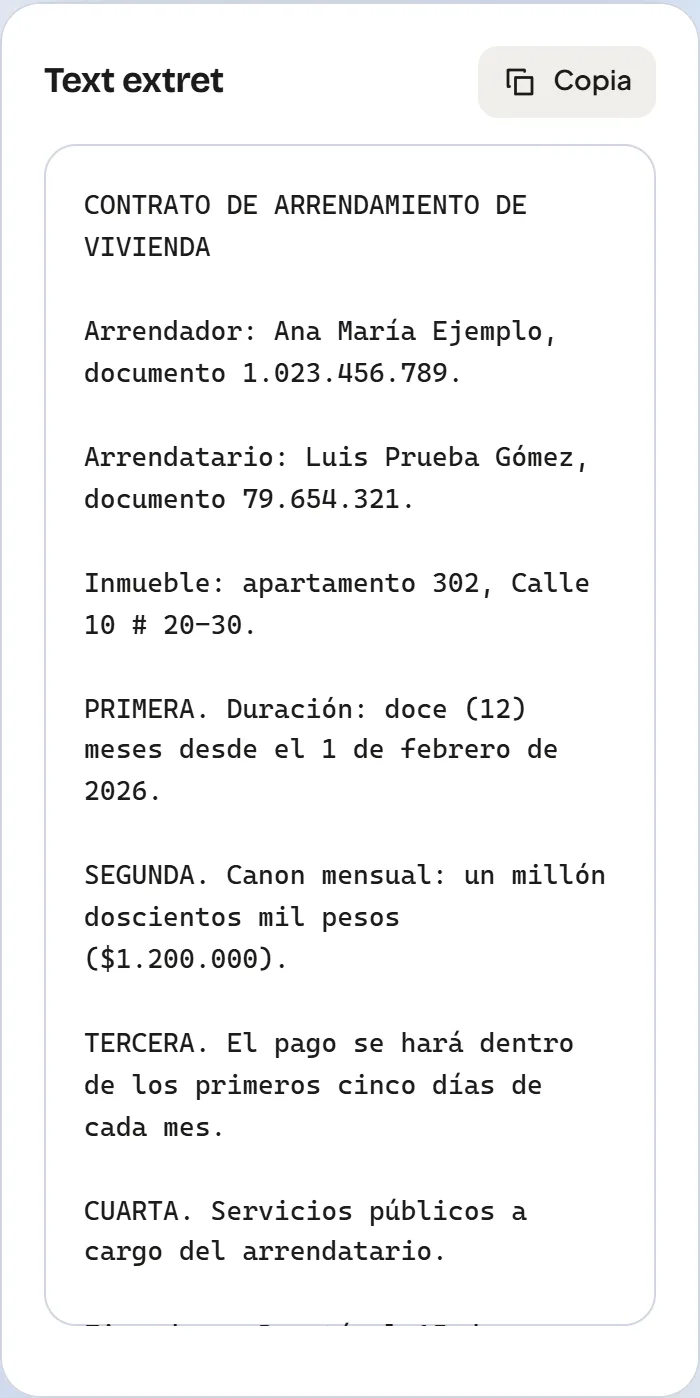 Text extret
Copia
CONTRATO DE ARRENDAMIENTO DE
VIVIENDA
Arrendador: Ana María Ejemplo,
documento 1.023.456.789.
Arrendatario: Luis Prueba Gómez,
documento 79.654.321.
Inmueble: apartamento 302, Calle
10 # 20-30.
PRIMERA. Duración: doce (12)
meses desde el 1 de febrero de
2026.
SEGUNDA. Canon mensual: un millón
doscientos mil pesos
($1.200.000).
TERCERA. El pago se hará dentro
de los primeros cinco días de
cada mes.
CUARTA. Servicios públicos a
cargo del arrendatario.